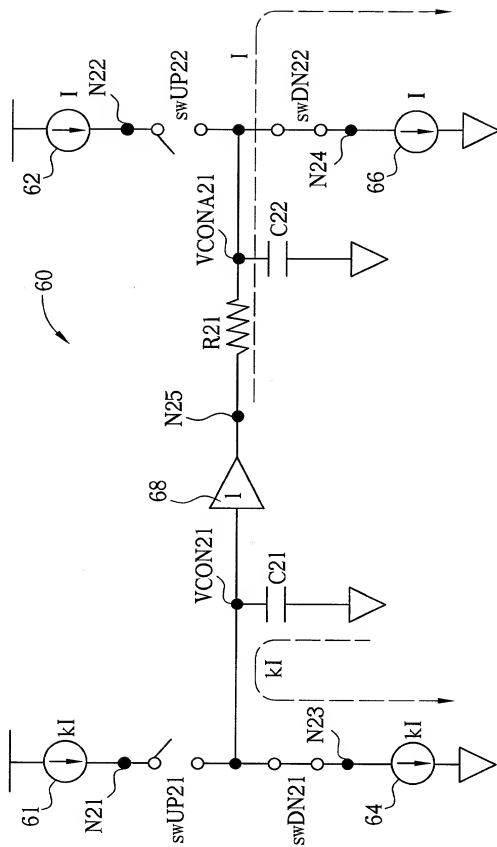 60
61
kI
N21
swUP21
62
I
N22
swUP22
VCON21
68
1
N25
R21
VCONA21
I
C21
C22
kI
swDN21
N23
64
kI
swDN22
N24
66
I